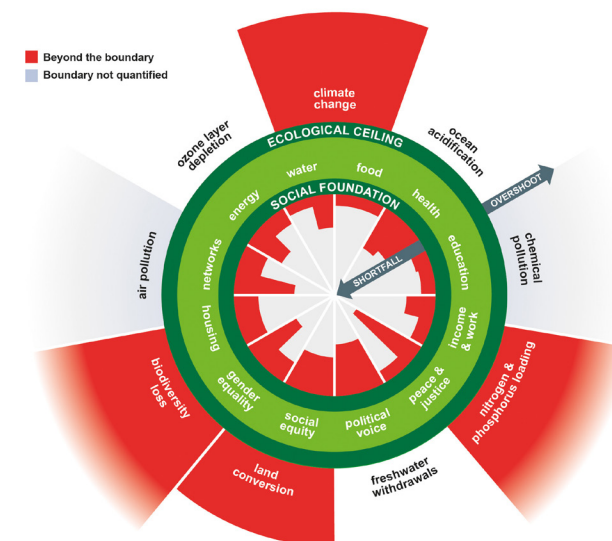 Beyond the boundary
Boundary not quantified
climate
change
ozone layer
depletion
ocean
acidification
ECOLOGICAL CEILING
water
food
energy
health
SOCIAL FOUNDATION
OVERSHOOT
SHORTFALL
networks
education
air pollution
chemical
pollution
housing
income
& work
gender
equality
peace &
justice
social
equity
political
voice
biodiversity
loss
nitrogen &
phosphorus loading
land
conversion
freshwater
withdrawals